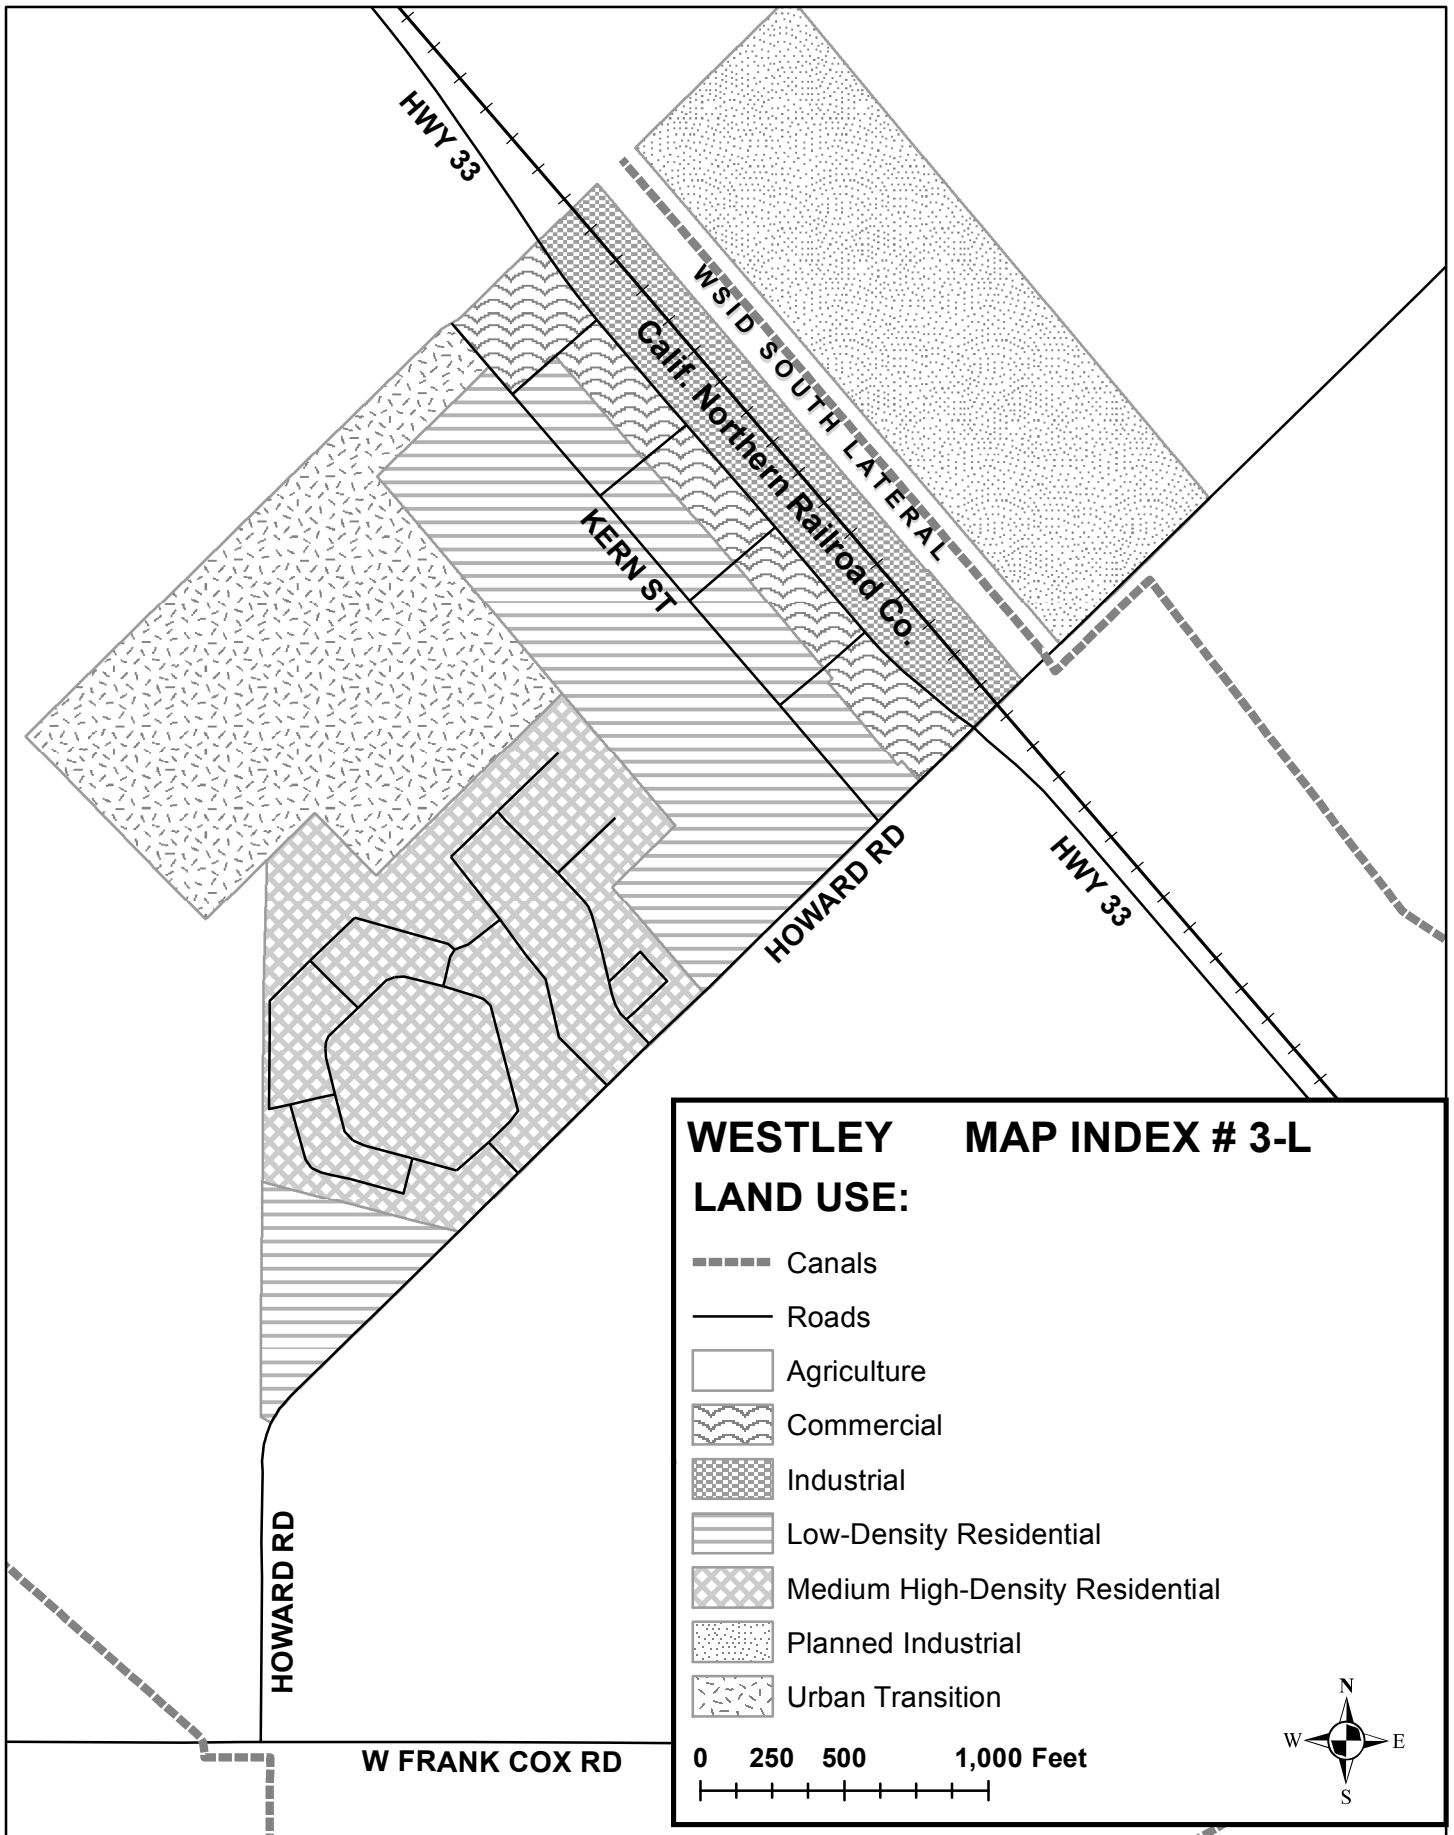 HWY 33
WSID SOUTH LATERAL
Calif. Northern Railroad Co.
KERN ST
HOWARD RD
HWY 33
WESTLEY MAP INDEX # 3-L
LAND USE:
Canals
Roads
Agriculture
Commercial
Industrial
Low-Density Residential
Medium High-Density Residential
Planned Industrial
Urban Transition
0 250 500 1,000 Feet
N
W E
S
HOWARD RD
W FRANK COX RD